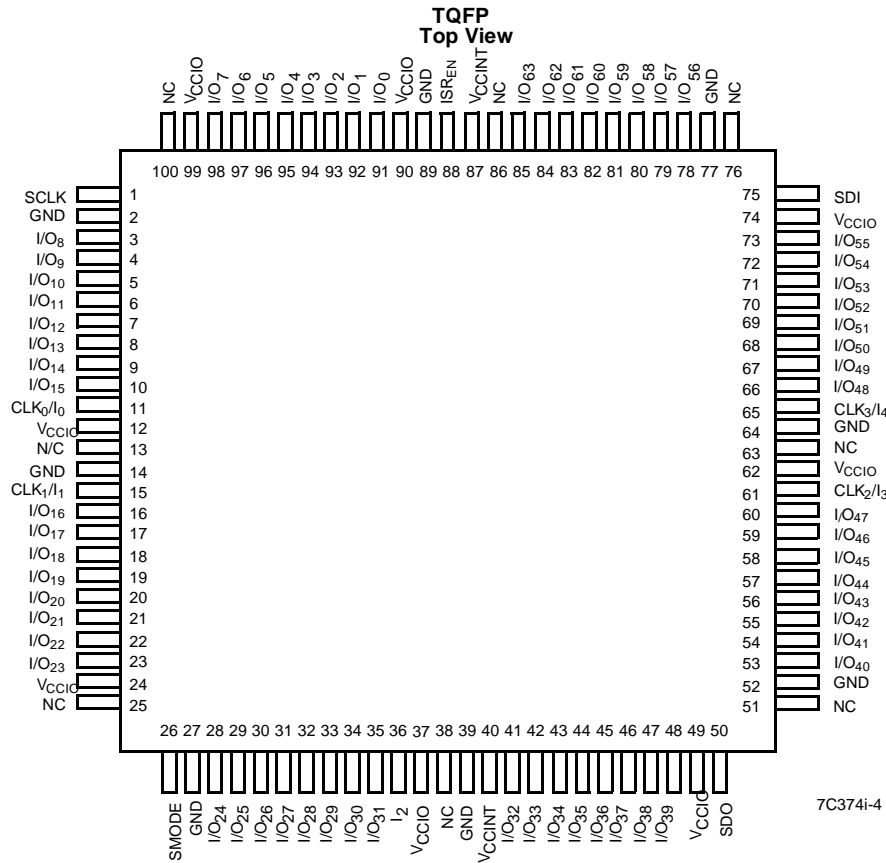 TQFP
Top View
NC VCCIO I/O7 I/O6 I/O5 I/O4 I/O3 I/O2 I/O1 I/O0 VCCIO GND ISREN VCCINT NC I/O63 I/O62 I/O61 I/O60 I/O59 I/O58 I/O57 I/O56 GND NC
100 99 98 97 96 95 94 93 92 91 90 89 88 87 86 85 84 83 82 81 80 79 78 77 76
SCLK 1 75 SDI
GND 2 74 VCCIO
I/O8 3 73 I/O55
I/O9 4 72 I/O54
I/O10 5 71 I/O53
I/O11 6 70 I/O52
I/O12 7 69 I/O51
I/O13 8 68 I/O50
I/O14 9 67 I/O49
I/O15 10 66 I/O48
CLK0/I0 11 65 CLK3/I4
VCCIO 12 64 GND
N/C 13 63 NC
GND 14 62 VCCIO
CLK1/I1 15 61 CLK2/I3
I/O16 16 60 I/O47
I/O17 17 59 I/O46
I/O18 18 58 I/O45
I/O19 19 57 I/O44
I/O20 20 56 I/O43
I/O21 21 55 I/O42
I/O22 22 54 I/O41
I/O23 23 53 I/O40
VCCIO 24 52 GND
NC 25 51 NC
26 27 28 29 30 31 32 33 34 35 36 37 38 39 40 41 42 43 44 45 46 47 48 49 50
SMODE GND I/O24 I/O25 I/O26 I/O27 I/O28 I/O29 I/O30 I/O31 I2 VCCIO NC GND VCCINT I/O32 I/O33 I/O34 I/O35 I/O36 I/O37 I/O38 I/O39 VCCIO SDO
7C374i-4